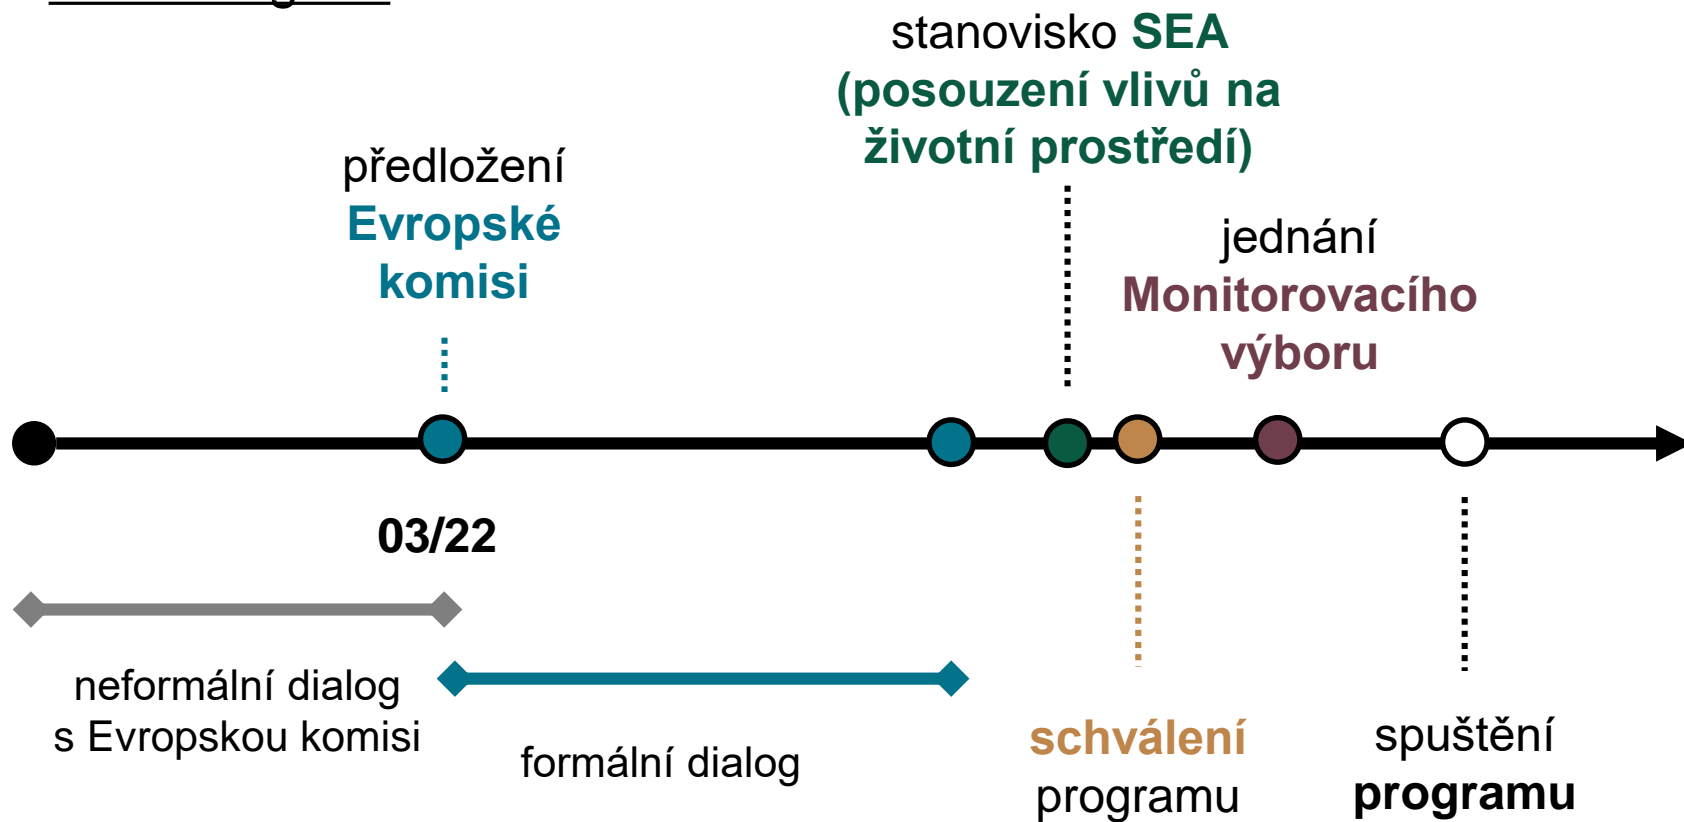 stanovisko SEA
(posouzení vlivů na
životní prostředí)
předložení
Evropské
komisi
jednání
Monitorovacího
výboru
03/22
neformální dialog
s Evropskou komisi
formální dialog
schválení
programu
spuštění
programu